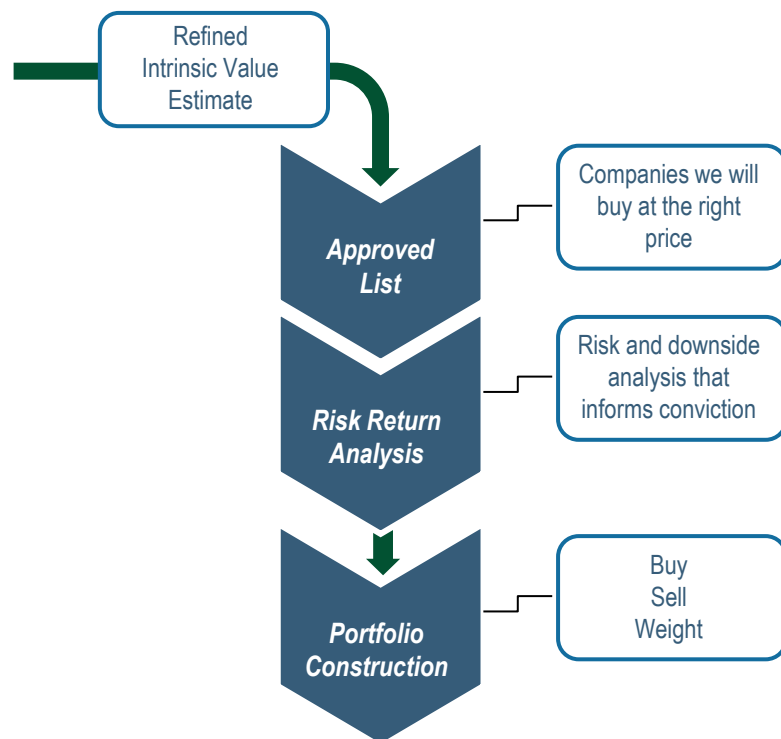 Refined
Intrinsic Value
Estimate
Approved
List
Companies we will
buy at the right
price
Risk Return
Analysis
Risk and downside
analysis that
informs conviction
Portfolio
Construction
Buy
Sell
Weight